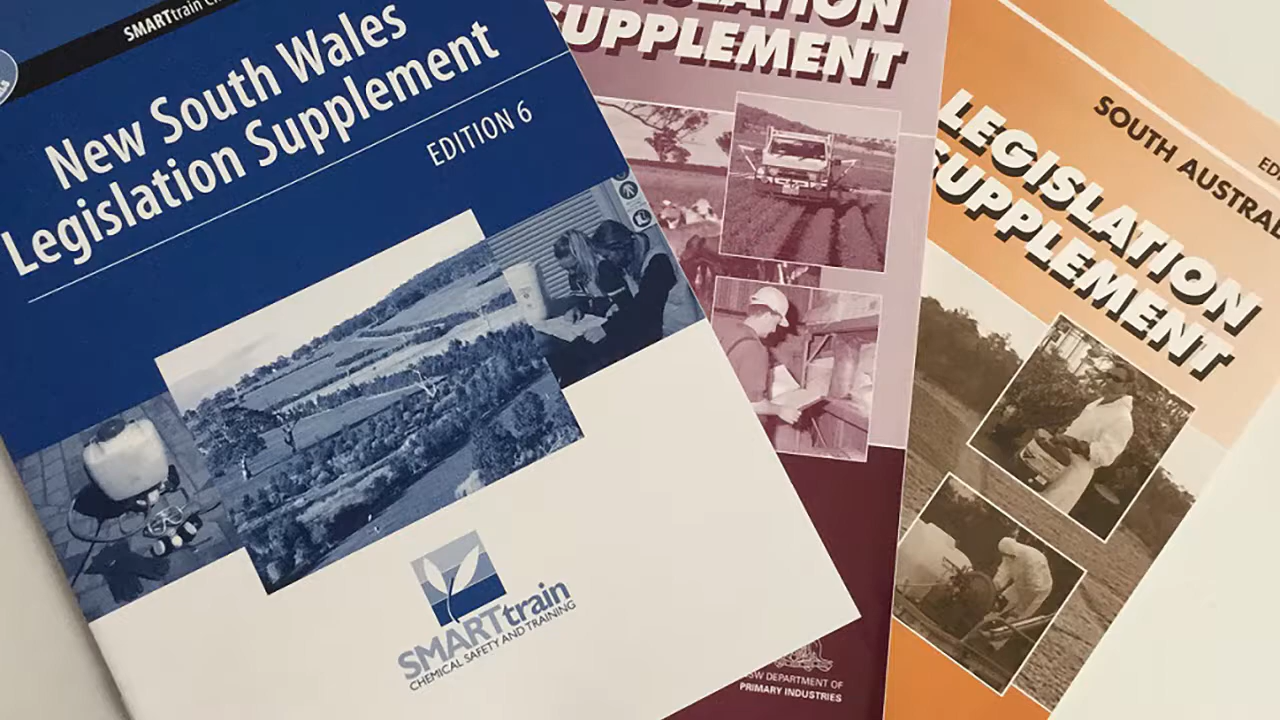 SMARTtrain
New South Wales
Legislation Supplement
EDITION 6
SMARTtrain
CHEMICAL SAFETY AND TRAINING
SUPPLEMENT
DEPARTMENT OF
PRIMARY INDUSTRIES
SOUTH
LEGISLATION
SUPPLEMENT